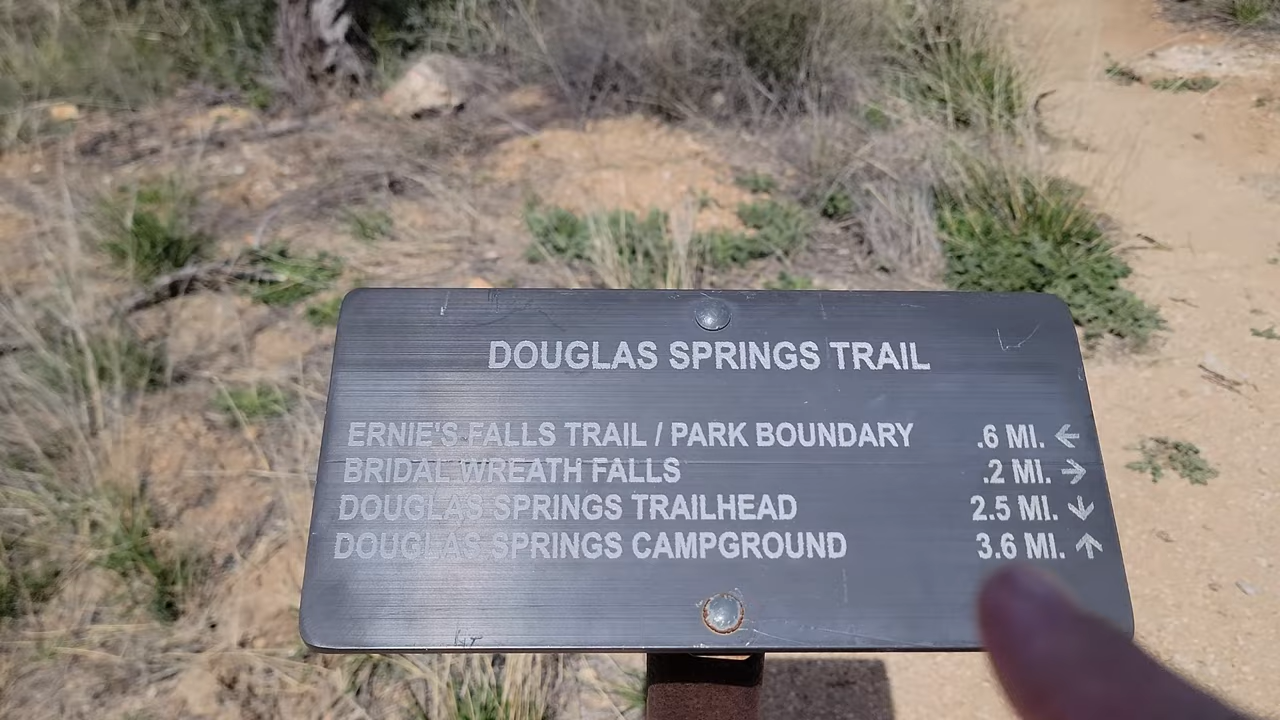 DOUGLAS SPRINGS TRAIL
ERNIE'S FALLS TRAIL / PARK BOUNDARY .6 MI. ←
BRIDAL WREATH FALLS .2 MI. →
DOUGLAS SPRINGS TRAILHEAD 2.5 MI. ↓
DOUGLAS SPRINGS CAMPGROUND 3.6 MI. ↑